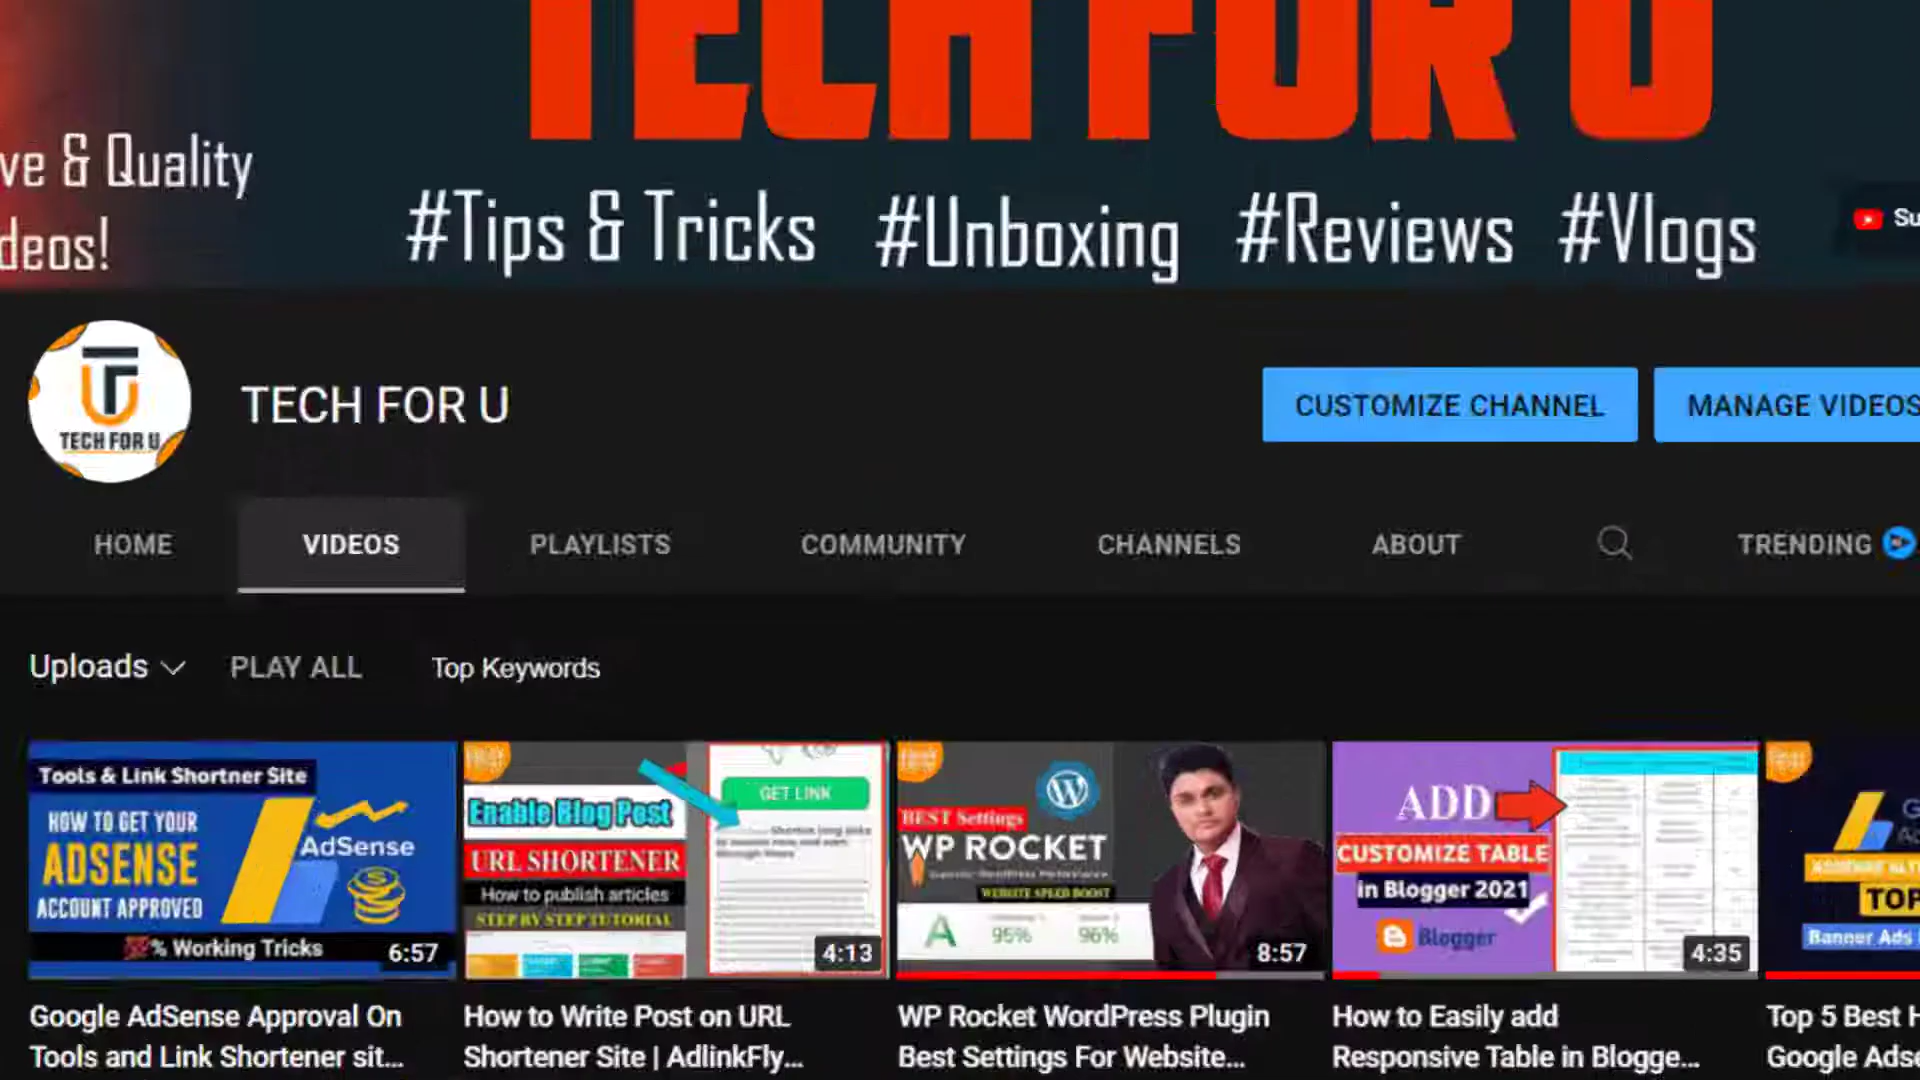 TECH FOR U
ve & Quality
deos!
#Tips & Tricks #Unboxing #Reviews #Vlogs
Su
TECH FOR U
TECH FOR U
CUSTOMIZE CHANNEL
MANAGE VIDEOS
HOME
VIDEOS
PLAYLISTS
COMMUNITY
CHANNELS
ABOUT
TRENDING
Uploads
PLAY ALL
Top Keywords
Tools & Link Shortner Site
HOW TO GET YOUR
ADSENSE
ACCOUNT APPROVED
AdSense
💯% Working Tricks
6:57
Enable Blog Post
URL SHORTENER
How to publish articles
STEP BY STEP TUTORIAL
GET LINK
4:13
BEST Settings
WP ROCKET
WEBSITE SPEED BOOST
A
95%
96%
8:57
ADD
CUSTOMIZE TABLE
in Blogger 2021
Blogger
4:35
TOP
Banner Ads
Google AdSense Approval On
Tools and Link Shortener sit...
How to Write Post on URL
Shortener Site | AdlinkFly...
WP Rocket WordPress Plugin
Best Settings For Website...
How to Easily add
Responsive Table in Blogge...
Top 5 Best H
Google Adse